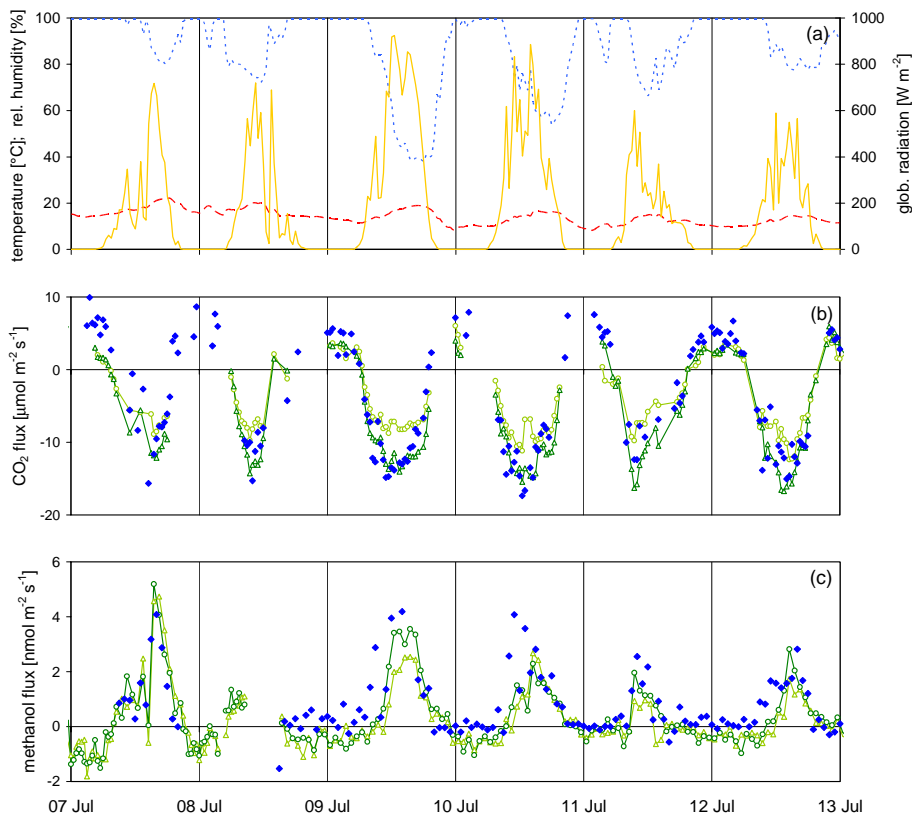 temperature [°C]; rel. humidity [%]
100
80
60
40
20
0
(a)
1000
800
600
400
200
0
glob. radiation [W m-2]
CO2 flux [µmol m-2 s-1]
10
0
-10
-20
(b)
methanol flux [nmol m-2 s-1]
6
4
2
0
-2
(c)
07 Jul 08 Jul 09 Jul 10 Jul 11 Jul 12 Jul 13 Jul